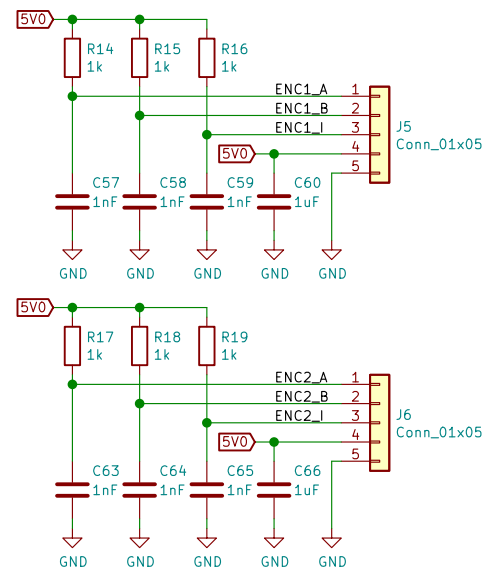 5V0
R14 R15 R16
1k 1k 1k
ENC1_A 1
ENC1_B 2
ENC1_I 3
J5
Conn_01x05
5V0 4
5
C57 C58 C59 C60
1nF 1nF 1nF 1uF
GND GND GND GND GND
5V0
R17 R18 R19
1k 1k 1k
ENC2_A 1
ENC2_B 2
ENC2_I 3
J6
Conn_01x05
5V0 4
5
C63 C64 C65 C66
1nF 1nF 1nF 1uF
GND GND GND GND GND